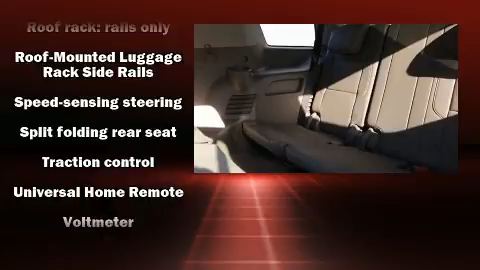 Roof rack: rails only
Roof-Mounted Luggage
Rack Side Rails
Speed-sensing steering
Split folding rear seat
Traction control
Universal Home Remote
Voltmeter